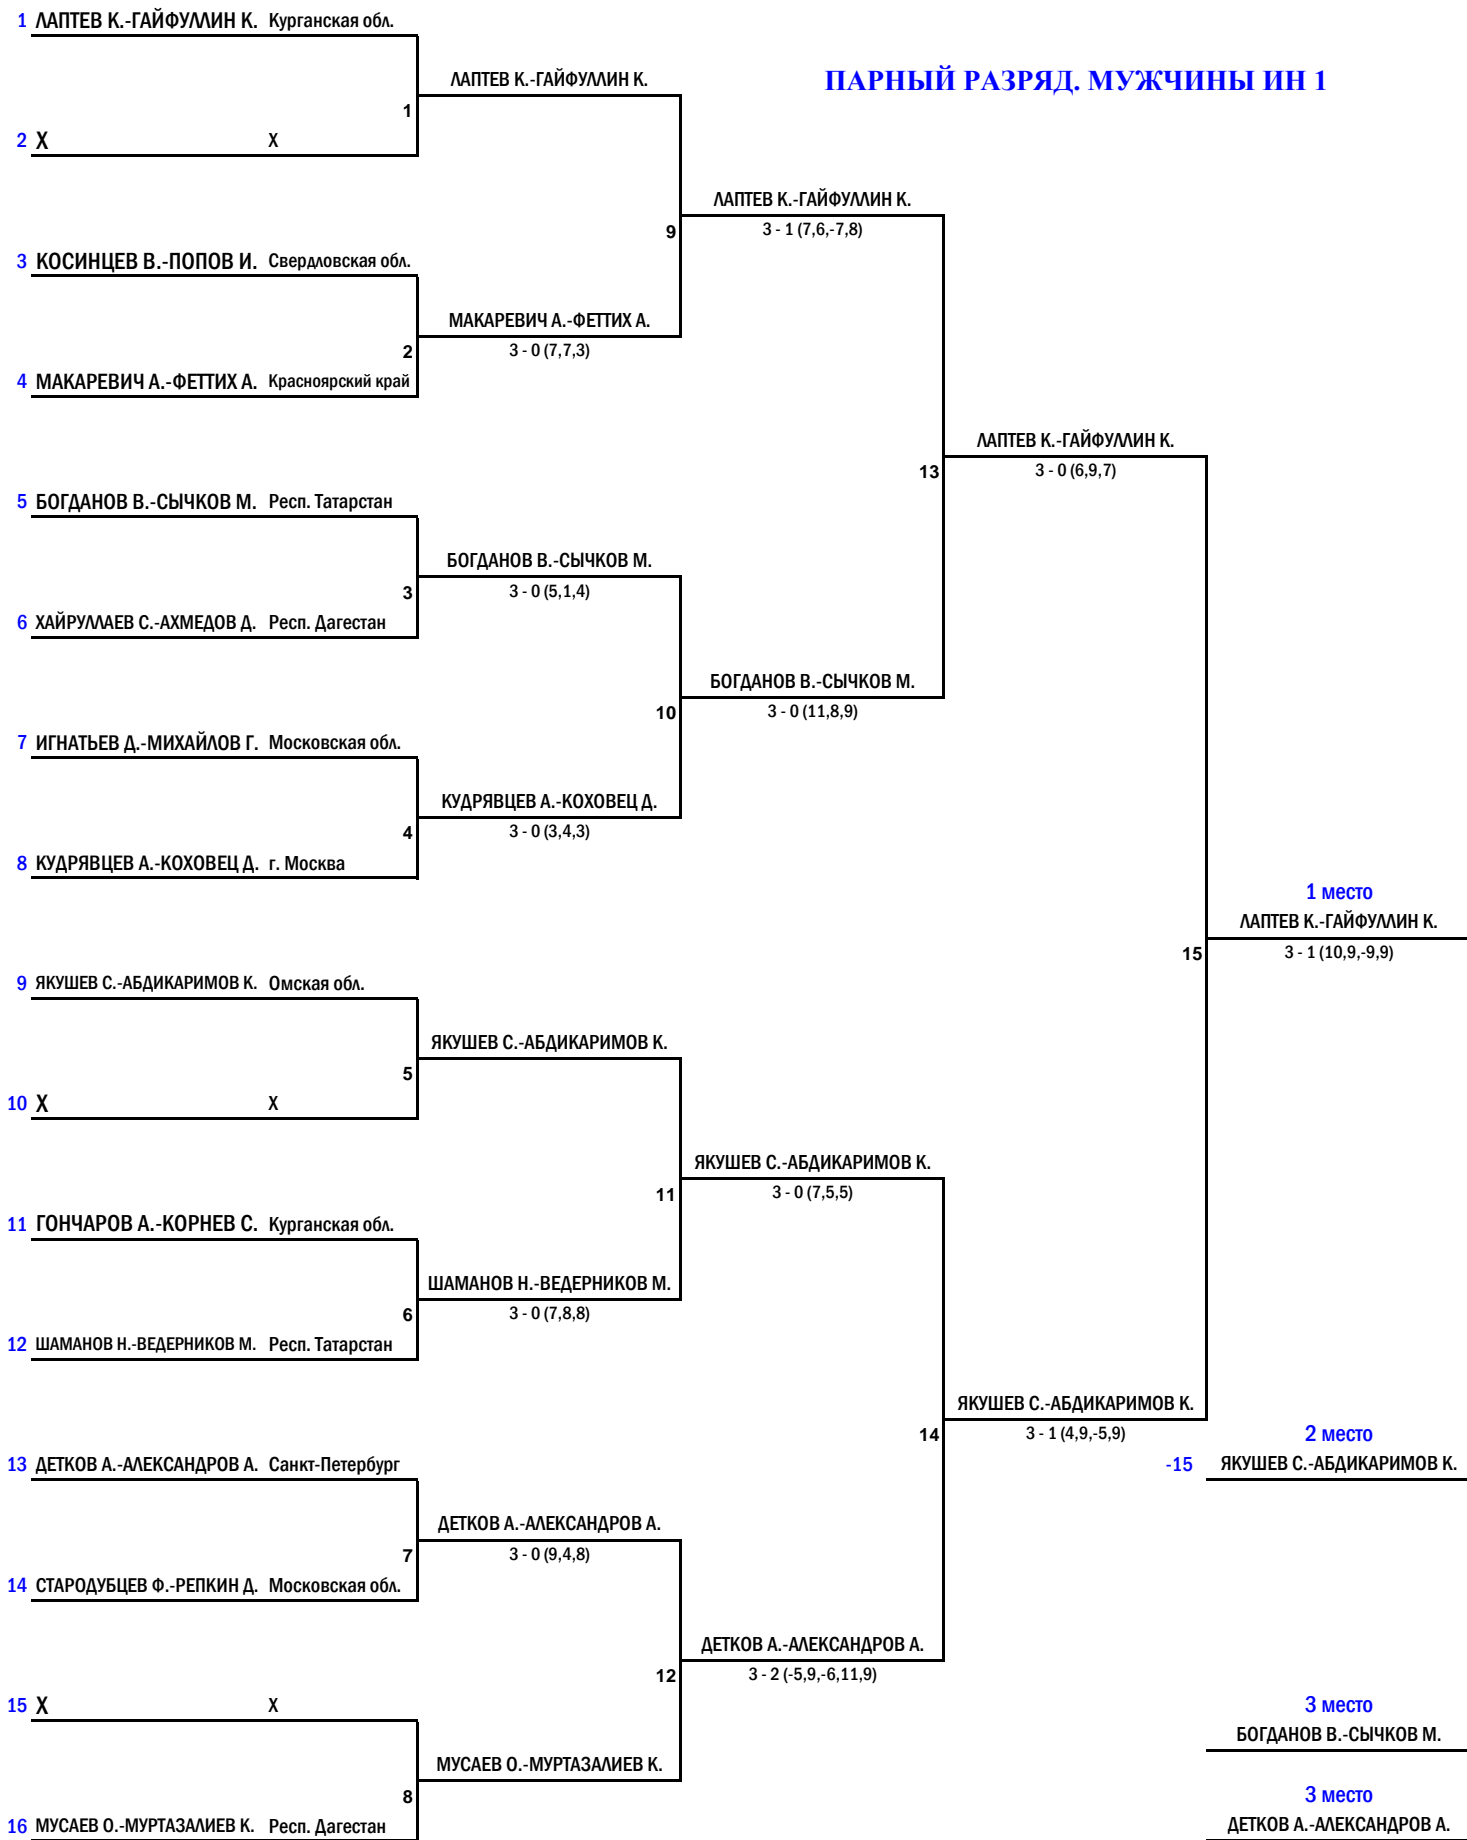 1 ЛАПТЕВ К.-ГАЙФУЛЛИН К. Курганская обл.
ЛАПТЕВ К.-ГАЙФУЛЛИН К.
ПАРНЫЙ РАЗРЯД. МУЖЧИНЫ ИН 1
1
2 X X
ЛАПТЕВ К.-ГАЙФУЛЛИН К.
9 3 - 1 (7,6,-7,8)
3 КОСИНЦЕВ В.-ПОПОВ И. Свердловская обл.
МАКАРЕВИЧ А.-ФЕТТИХ А.
2 3 - 0 (7,7,3)
4 МАКАРЕВИЧ А.-ФЕТТИХ А. Красноярский край
ЛАПТЕВ К.-ГАЙФУЛЛИН К.
13 3 - 0 (6,9,7)
5 БОГДАНОВ В.-СЫЧКОВ М. Респ. Татарстан
БОГДАНОВ В.-СЫЧКОВ М.
3 3 - 0 (5,1,4)
6 ХАЙРУЛЛАЕВ С.-АХМЕДОВ Д. Респ. Дагестан
БОГДАНОВ В.-СЫЧКОВ М.
10 3 - 0 (11,8,9)
7 ИГНАТЬЕВ Д.-МИХАЙЛОВ Г. Московская обл.
КУДРЯВЦЕВ А.-КОХОВЕЦ Д.
4 3 - 0 (3,4,3)
8 КУДРЯВЦЕВ А.-КОХОВЕЦ Д. г. Москва
1 место
ЛАПТЕВ К.-ГАЙФУЛЛИН К.
15 3 - 1 (10,9,-9,9)
9 ЯКУШЕВ С.-АБДИКАРИМОВ К. Омская обл.
ЯКУШЕВ С.-АБДИКАРИМОВ К.
5
10 X X
ЯКУШЕВ С.-АБДИКАРИМОВ К.
11 3 - 0 (7,5,5)
11 ГОНЧАРОВ А.-КОРНЕВ С. Курганская обл.
ШАМАНОВ Н.-ВЕДЕРНИКОВ М.
6 3 - 0 (7,8,8)
12 ШАМАНОВ Н.-ВЕДЕРНИКОВ М. Респ. Татарстан
ЯКУШЕВ С.-АБДИКАРИМОВ К.
14 3 - 1 (4,9,-5,9)
2 место
13 ДЕТКОВ А.-АЛЕКСАНДРОВ А. Санкт-Петербург
-15 ЯКУШЕВ С.-АБДИКАРИМОВ К.
ДЕТКОВ А.-АЛЕКСАНДРОВ А.
7 3 - 0 (9,4,8)
14 СТАРОДУБЦЕВ Ф.-РЕПКИН Д. Московская обл.
ДЕТКОВ А.-АЛЕКСАНДРОВ А.
12 3 - 2 (-5,9,-6,11,9)
15 X X
3 место
БОГДАНОВ В.-СЫЧКОВ М.
МУСАЕВ О.-МУРТАЗАЛИЕВ К.
8
3 место
16 МУСАЕВ О.-МУРТАЗАЛИЕВ К. Респ. Дагестан
ДЕТКОВ А.-АЛЕКСАНДРОВ А.